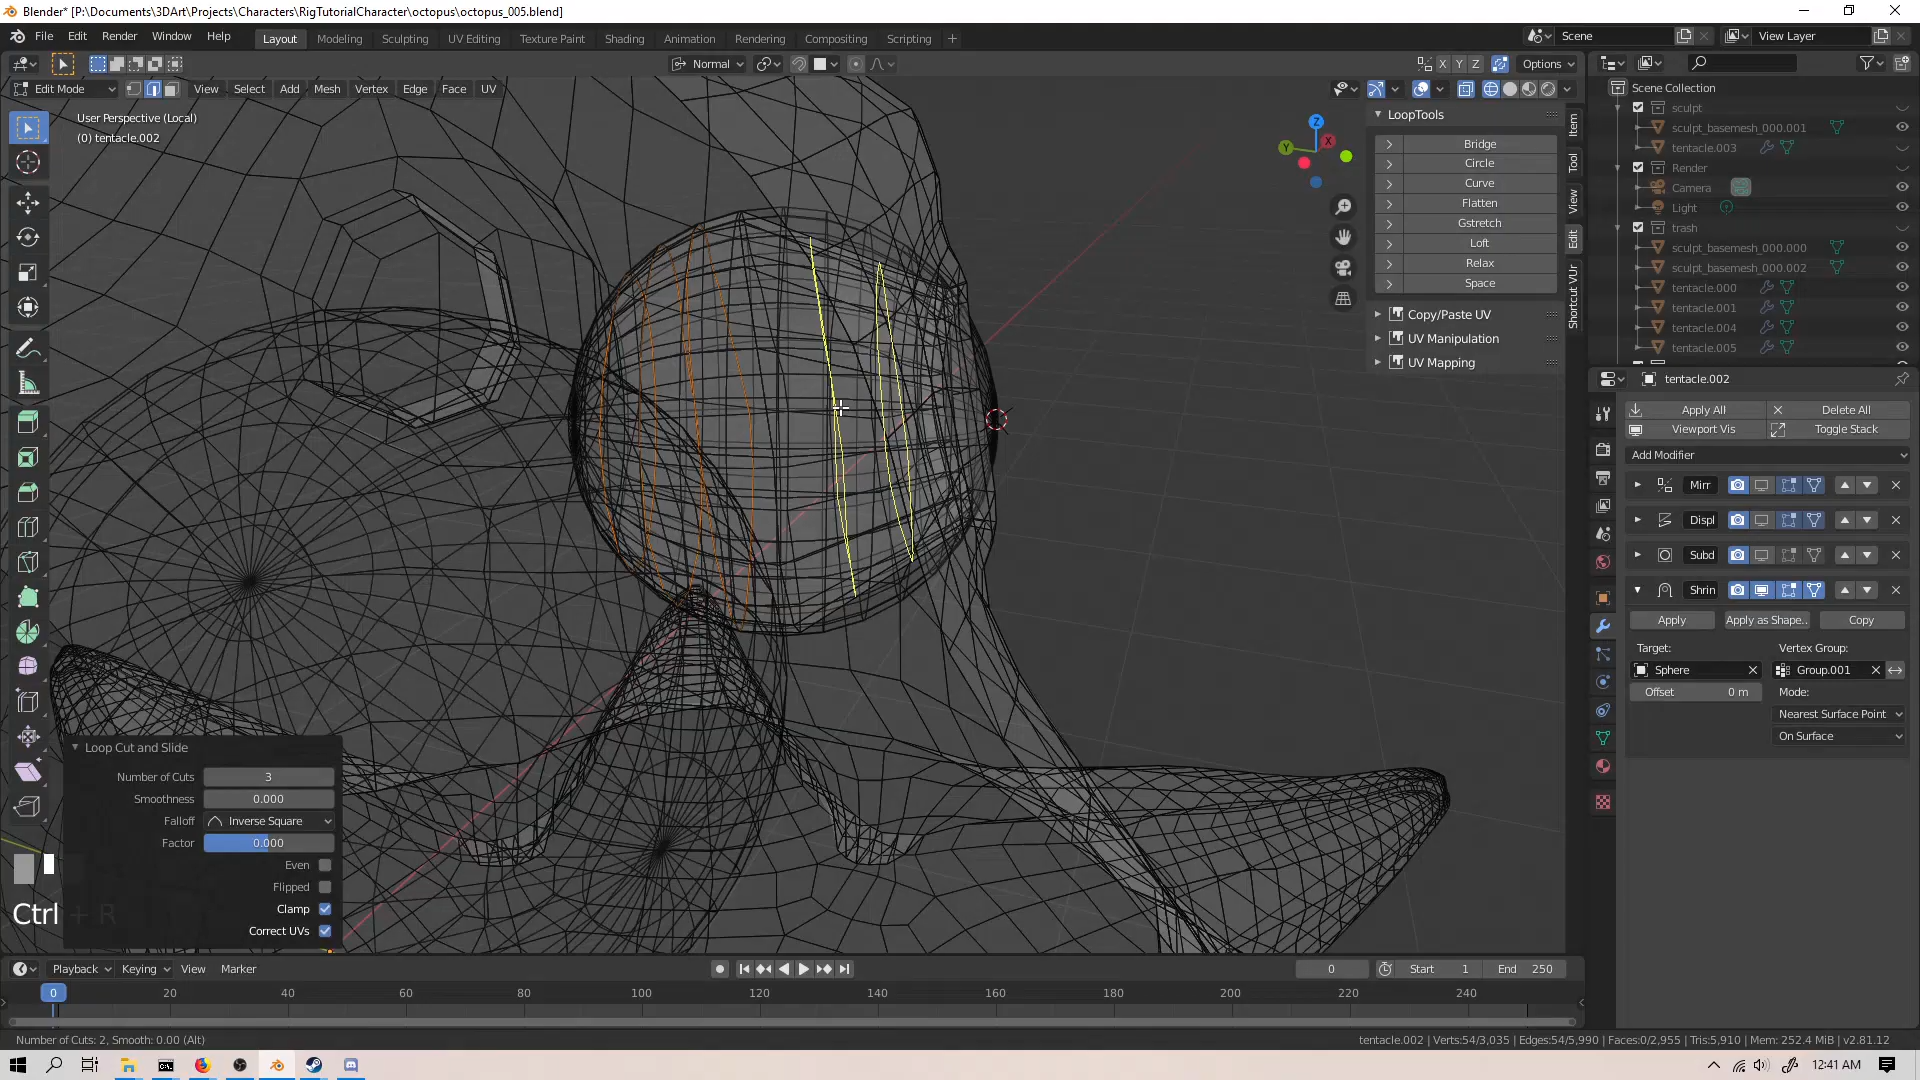 Blender* [P:\Documents\3DArt\Projects\Characters\RigTutorialCharacter\octopus\octopus_005.blend]
File Edit Render Window Help Layout Modeling Sculpting UV Editing Texture Paint Shading Animation Rendering Compositing Scripting + Scene View Layer
Normal X Y Z Options
Edit Mode View Select Add Mesh Vertex Edge Face UV
User Perspective (Local)
(0) tentacle.002
Z
X
Y
LoopTools
Bridge
Circle
Curve
Flatten
Gstretch
Loft
Relax
Space
Copy/Paste UV
UV Manipulation
UV Mapping
Item
Tool
View
Edit
Shortcut VUr
Scene Collection
sculpt
sculpt_basemesh_000.001
tentacle.003
Render
Camera
Light
trash
sculpt_basemesh_000.000
sculpt_basemesh_000.002
tentacle.000
tentacle.001
tentacle.004
tentacle.005
tentacle.002
Apply All Delete All
Viewport Vis Toggle Stack
Add Modifier
Mirr
Displ
Subd
Shrin
Apply Apply as Shape.. Copy
Target: Vertex Group:
Sphere Group.001
Offset 0 m Mode:
Nearest Surface Point
On Surface
Loop Cut and Slide
Number of Cuts 3
Smoothness 0.000
Falloff Inverse Square
Factor 0.000
Even
Flipped
Clamp
Correct UVs
Ctrl + R
Playback Keying View Marker 0 Start 1 End 250
0 20 40 60 80 100 120 140 160 180 200 220 240
Number of Cuts: 2, Smooth: 0.00 (Alt) tentacle.002 | Verts:54/3,035 | Edges:54/5,990 | Faces:0/2,955 | Tris:5,910 | Mem: 252.4 MiB | v2.81.12
12:41 AM